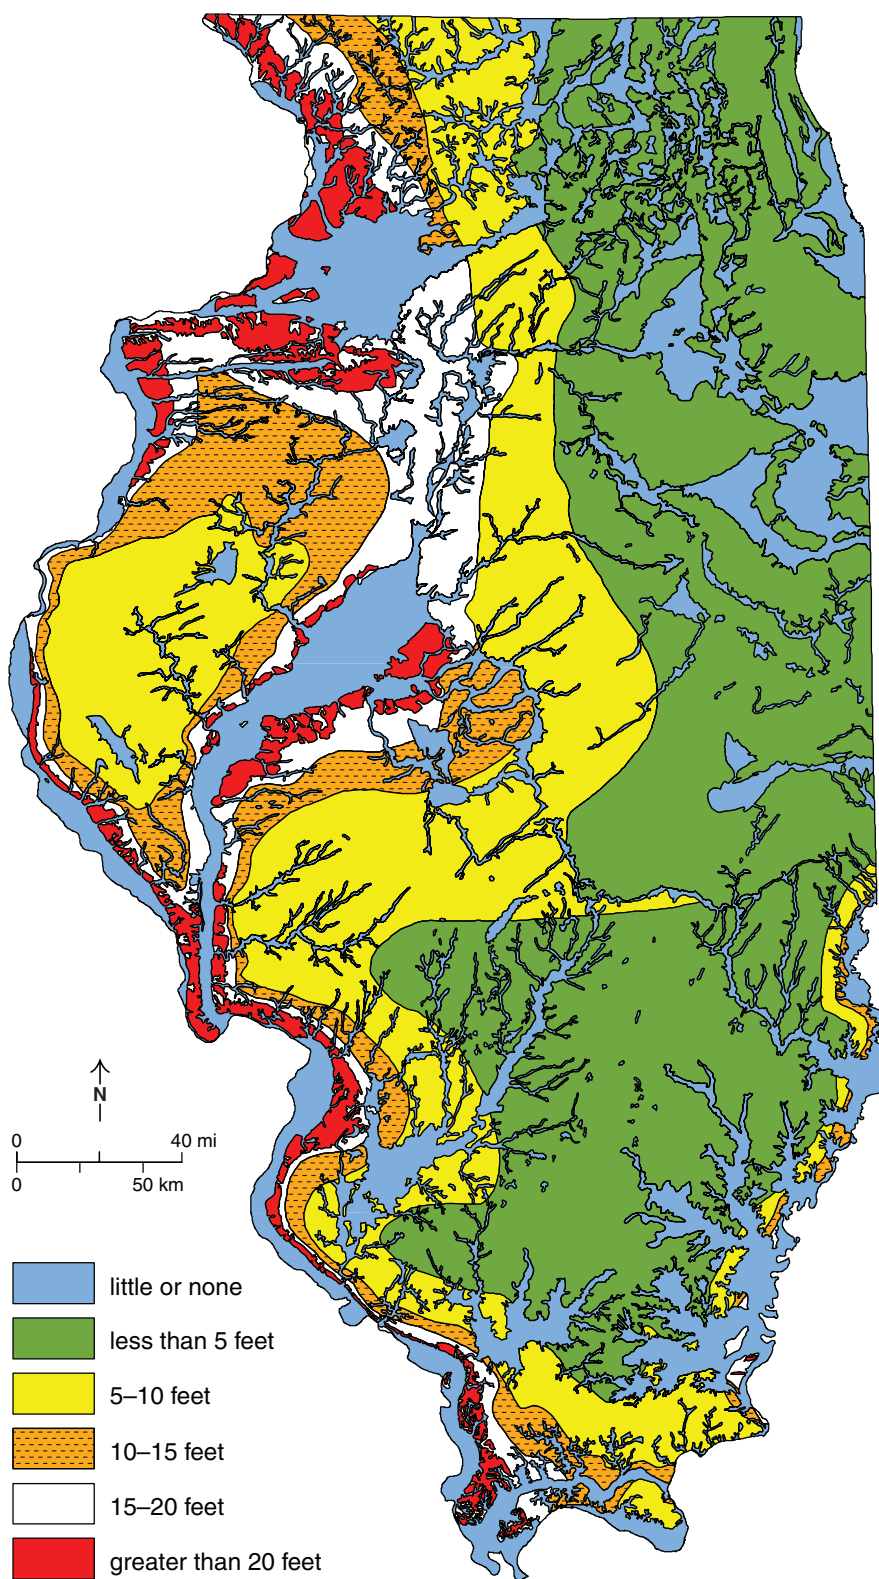 N
0 40 mi
0 50 km
little or none
less than 5 feet
5–10 feet
10–15 feet
15–20 feet
greater than 20 feet